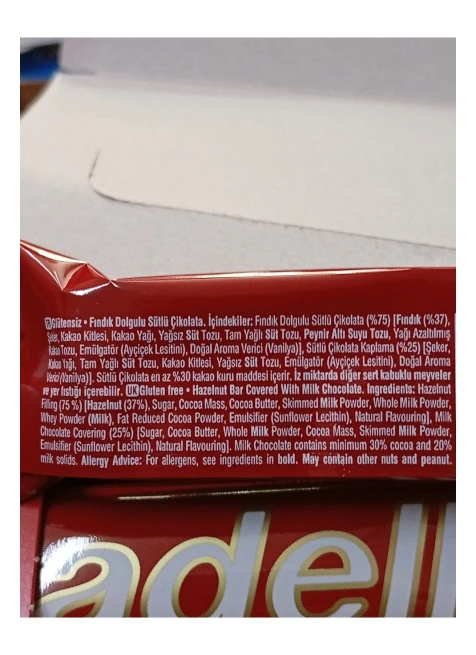 TR Glütensiz • Fındık Dolgulu Sütlü Çikolata. İçindekiler: Fındık Dolgulu Sütlü Çikolata (%75) [Fındık (%37),
Şeker, Kakao Kitlesi, Kakao Yağı, Yağsız Süt Tozu, Tam Yağlı Süt Tozu, Peynir Altı Suyu Tozu, Yağı Azaltılmış
Kakao Tozu, Emülgatör (Ayçiçek Lesitini), Doğal Aroma Verici (Vanilya)], Sütlü Çikolata Kaplama (%25) [Şeker,
Kakao Yağı, Tam Yağlı Süt Tozu, Kakao Kitlesi, Yağsız Süt Tozu, Emülgatör (Ayçiçek Lesitini), Doğal Aroma
Verici(Vanilya)]. Sütlü Çikolata en az %30 kakao kuru maddesi içerir. İz miktarda diğer sert kabuklu meyveler
ve yer fıstığı içerebilir. UK Gluten free • Hazelnut Bar Covered With Milk Chocolate. Ingredients: Hazelnut
Filling (75 %) [Hazelnut (37%), Sugar, Cocoa Mass, Cocoa Butter, Skimmed Milk Powder, Whole Milk Powder,
Whey Powder (Milk), Fat Reduced Cocoa Powder, Emulsifier (Sunflower Lecithin), Natural Flavouring], Milk
Chocolate Covering (25%) [Sugar, Cocoa Butter, Whole Milk Powder, Cocoa Mass, Skimmed Milk Powder,
Emulsifier (Sunflower Lecithin), Natural Flavouring]. Milk Chocolate contains minimum 30% cocoa and 20%
milk solids. Allergy Advice: For allergens, see ingredients in bold. May contain other nuts and peanut.
adel